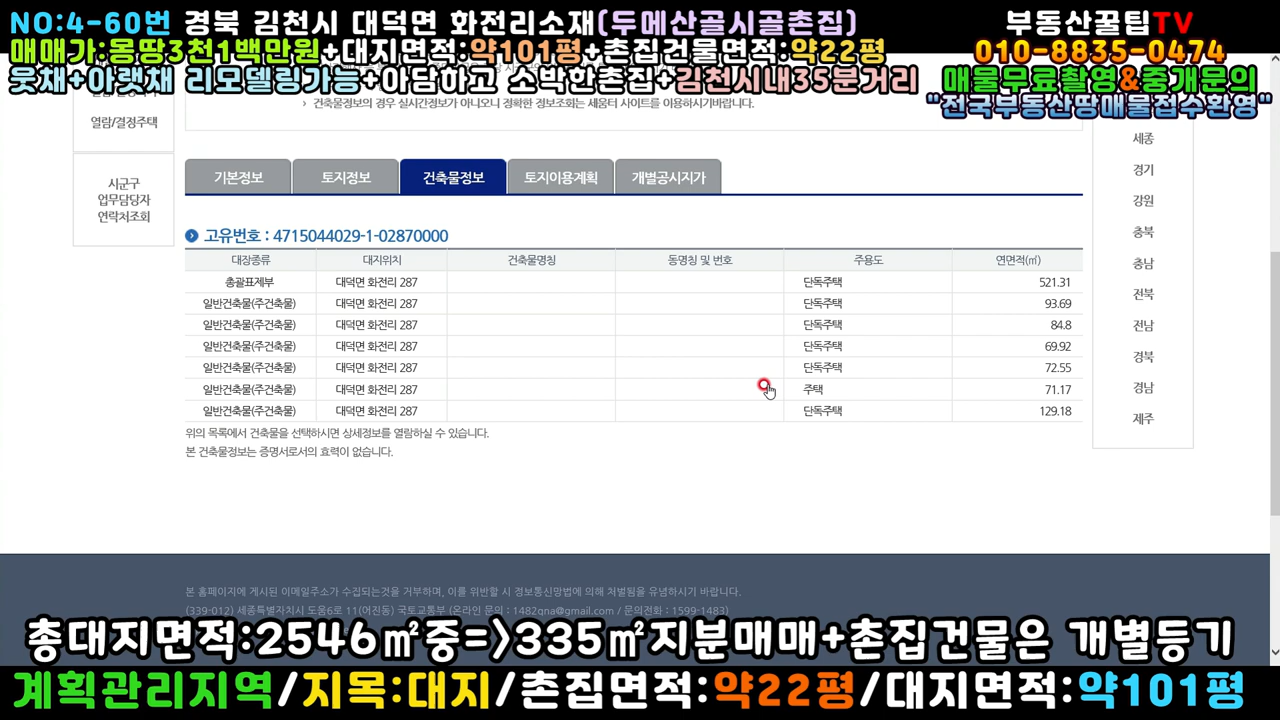 NO:4-60번 경북 김천시 대덕면 화전리소재(두메산골시골촌집)
매매가:몽땅3천1백만원+대지면적:약101평+촌집건물면적:약22평
웃채+아랫채 리모델링가능+아담하고 소박한촌집+김천시내35분거리
부동산꿀팁TV
010-8835-0474
매물무료촬영&중개문의
"전국부동산땅매물접수환영"
› 건축물정보의 경우 실시간정보가 아니오니 정확한 정보조회는 세움터 사이트를 이용하시기바랍니다.
열람/결정주택
시군구
업무담당자
연락처조회
기본정보 토지정보 건축물정보 토지이용계획 개별공시지가
고유번호 : 4715044029-1-02870000
대장종류 대지위치 건축물명칭 동명칭 및 번호 주용도 연면적(㎡)
총괄표제부 대덕면 화전리 287 단독주택 521.31
일반건축물(주건축물) 대덕면 화전리 287 단독주택 93.69
일반건축물(주건축물) 대덕면 화전리 287 단독주택 84.8
일반건축물(주건축물) 대덕면 화전리 287 단독주택 69.92
일반건축물(주건축물) 대덕면 화전리 287 단독주택 72.55
일반건축물(주건축물) 대덕면 화전리 287 주택 71.17
일반건축물(주건축물) 대덕면 화전리 287 단독주택 129.18
위의 목록에서 건축물을 선택하시면 상세정보를 열람하실 수 있습니다.
본 건축물정보는 증명서로서의 효력이 없습니다.
세종
경기
강원
충북
충남
전북
전남
경북
경남
제주
본 홈페이지에 게시된 이메일주소가 수집되는것을 거부하며, 이를 위반할 시 정보통신망법에 의해 처벌됨을 유념하시기 바랍니다.
(339-012) 세종특별자치시 도움6로 11(어진동) 국토교통부 (온라인 문의 : 1482qna@gmail.com / 문의전화 : 1599-1483)
총대지면적:2546㎡중=>335㎡지분매매+촌집건물은 개별등기
계획관리지역/지목:대지/촌집면적:약22평/대지면적:약101평